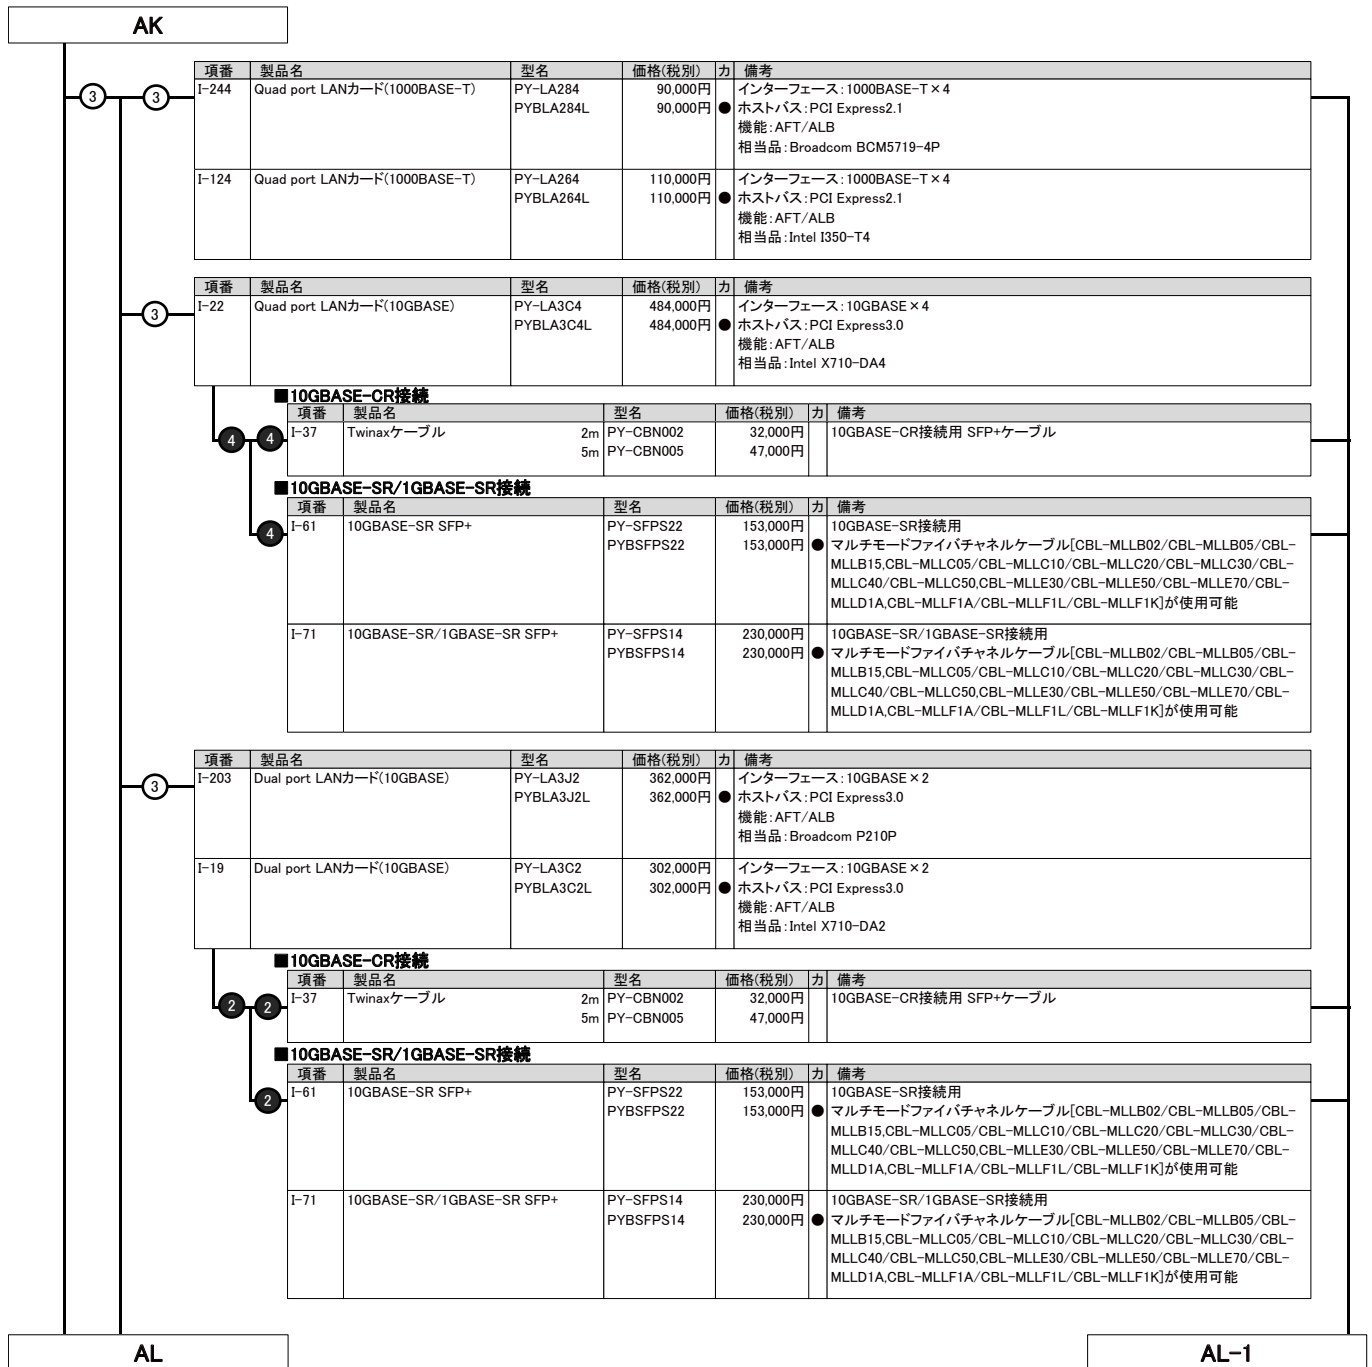 AK
項番 製品名 型名 価格(税別) カ 備考
3 3 I-244 Quad port LANカード(1000BASE-T) PY-LA284 90,000円 インターフェース:1000BASE-T×4
PYBLA284L 90,000円 ● ホストバス:PCI Express2.1
機能:AFT/ALB
相当品:Broadcom BCM5719-4P
I-124 Quad port LANカード(1000BASE-T) PY-LA264 110,000円 インターフェース:1000BASE-T×4
PYBLA264L 110,000円 ● ホストバス:PCI Express2.1
機能:AFT/ALB
相当品:Intel I350-T4
項番 製品名 型名 価格(税別) カ 備考
3 I-22 Quad port LANカード(10GBASE) PY-LA3C4 484,000円 インターフェース:10GBASE×4
PYBLA3C4L 484,000円 ● ホストバス:PCI Express3.0
機能:AFT/ALB
相当品:Intel X710-DA4
■10GBASE-CR接続
項番 製品名 型名 価格(税別) カ 備考
4 4 I-37 Twinaxケーブル 2m PY-CBN002 32,000円 10GBASE-CR接続用 SFP+ケーブル
5m PY-CBN005 47,000円
■10GBASE-SR/1GBASE-SR接続
項番 製品名 型名 価格(税別) カ 備考
4 I-61 10GBASE-SR SFP+ PY-SFPS22 153,000円 10GBASE-SR接続用
PYBSFPS22 153,000円 ● マルチモードファイバチャネルケーブル[CBL-MLLB02/CBL-MLLB05/CBL-
MLLB15,CBL-MLLC05/CBL-MLLC10/CBL-MLLC20/CBL-MLLC30/CBL-
MLLC40/CBL-MLLC50,CBL-MLLE30/CBL-MLLE50/CBL-MLLE70/CBL-
MLLD1A,CBL-MLLF1A/CBL-MLLF1L/CBL-MLLF1K]が使用可能
I-71 10GBASE-SR/1GBASE-SR SFP+ PY-SFPS14 230,000円 10GBASE-SR/1GBASE-SR接続用
PYBSFPS14 230,000円 ● マルチモードファイバチャネルケーブル[CBL-MLLB02/CBL-MLLB05/CBL-
MLLB15,CBL-MLLC05/CBL-MLLC10/CBL-MLLC20/CBL-MLLC30/CBL-
MLLC40/CBL-MLLC50,CBL-MLLE30/CBL-MLLE50/CBL-MLLE70/CBL-
MLLD1A,CBL-MLLF1A/CBL-MLLF1L/CBL-MLLF1K]が使用可能
項番 製品名 型名 価格(税別) カ 備考
3 I-203 Dual port LANカード(10GBASE) PY-LA3J2 362,000円 インターフェース:10GBASE×2
PYBLA3J2L 362,000円 ● ホストバス:PCI Express3.0
機能:AFT/ALB
相当品:Broadcom P210P
I-19 Dual port LANカード(10GBASE) PY-LA3C2 302,000円 インターフェース:10GBASE×2
PYBLA3C2L 302,000円 ● ホストバス:PCI Express3.0
機能:AFT/ALB
相当品:Intel X710-DA2
■10GBASE-CR接続
項番 製品名 型名 価格(税別) カ 備考
2 2 I-37 Twinaxケーブル 2m PY-CBN002 32,000円 10GBASE-CR接続用 SFP+ケーブル
5m PY-CBN005 47,000円
■10GBASE-SR/1GBASE-SR接続
項番 製品名 型名 価格(税別) カ 備考
2 I-61 10GBASE-SR SFP+ PY-SFPS22 153,000円 10GBASE-SR接続用
PYBSFPS22 153,000円 ● マルチモードファイバチャネルケーブル[CBL-MLLB02/CBL-MLLB05/CBL-
MLLB15,CBL-MLLC05/CBL-MLLC10/CBL-MLLC20/CBL-MLLC30/CBL-
MLLC40/CBL-MLLC50,CBL-MLLE30/CBL-MLLE50/CBL-MLLE70/CBL-
MLLD1A,CBL-MLLF1A/CBL-MLLF1L/CBL-MLLF1K]が使用可能
I-71 10GBASE-SR/1GBASE-SR SFP+ PY-SFPS14 230,000円 10GBASE-SR/1GBASE-SR接続用
PYBSFPS14 230,000円 ● マルチモードファイバチャネルケーブル[CBL-MLLB02/CBL-MLLB05/CBL-
MLLB15,CBL-MLLC05/CBL-MLLC10/CBL-MLLC20/CBL-MLLC30/CBL-
MLLC40/CBL-MLLC50,CBL-MLLE30/CBL-MLLE50/CBL-MLLE70/CBL-
MLLD1A,CBL-MLLF1A/CBL-MLLF1L/CBL-MLLF1K]が使用可能
AL AL-1